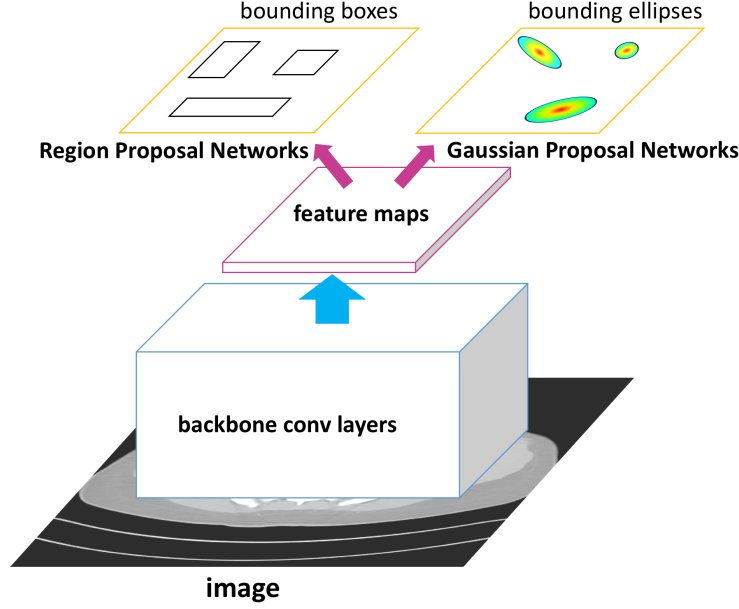 bounding boxes
bounding ellipses
Region Proposal Networks
Gaussian Proposal Networks
feature maps
backbone conv layers
image